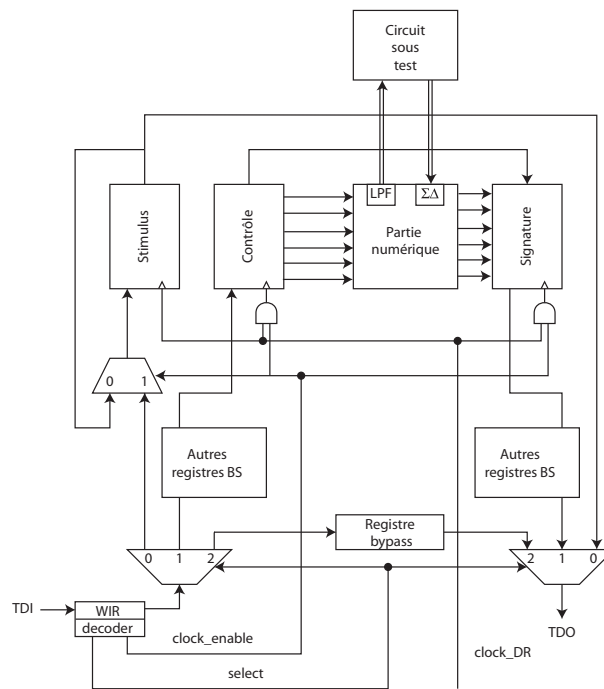 Circuit
sous
test
LPF
ΣΔ
Stimulus
Contrôle
Partie
numérique
Signature
0 1
Autres
registres BS
Autres
registres BS
0 1 2
Registre
bypass
2 1 0
TDI
WIR
decoder
clock_enable
select
clock_DR
TDO